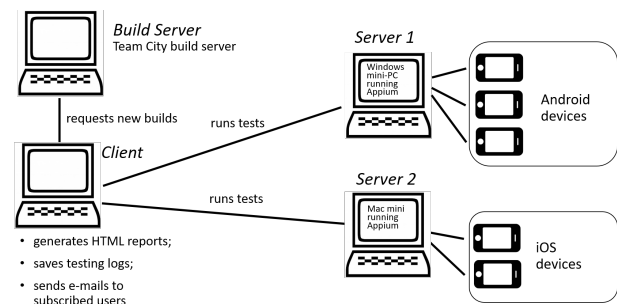 Build Server
Team City build server
requests new builds
Client
• generates HTML reports;
• saves testing logs;
• sends e-mails to
subscribed users
runs tests
runs tests
Server 1
Windows
mini-PC
running
Appium
Android
devices
Server 2
Mac mini
running
Appium
iOS
devices